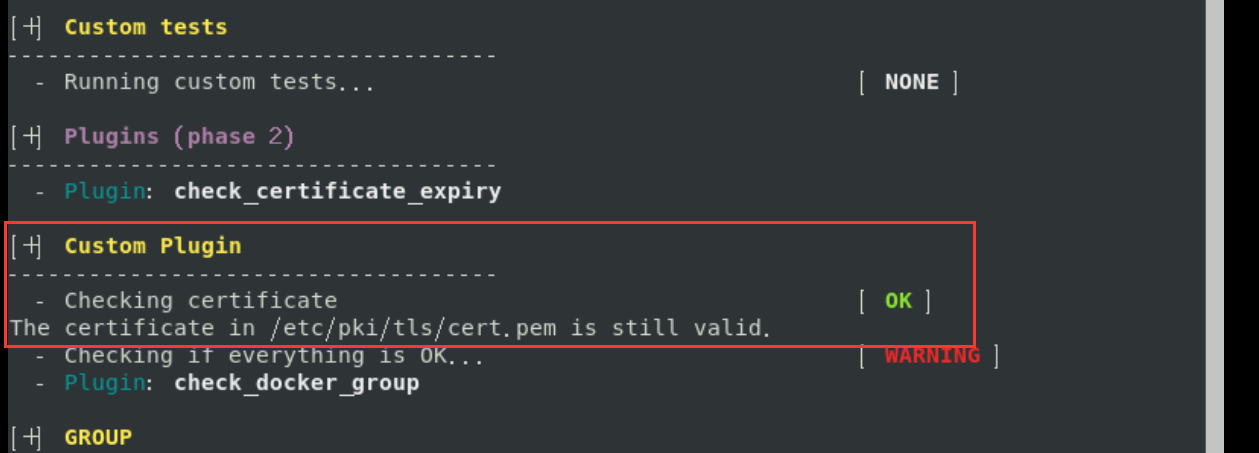 [+] Custom tests
------------------------------------
  - Running custom tests...                                   [ NONE ]
[+] Plugins (phase 2)
------------------------------------
  - Plugin: check_certificate_expiry
[+] Custom Plugin
------------------------------------
  - Checking certificate                                      [ OK ]
The certificate in /etc/pki/tls/cert.pem is still valid.
  - Checking if everything is OK...                           [ WARNING ]
  - Plugin: check_docker_group
[+] GROUP